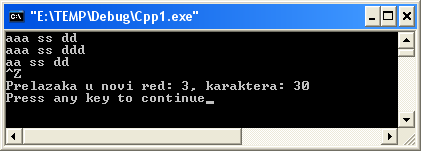 "E:\TEMP\Debug\Cpp1.exe"
aaa ss dd
aaa ss ddd
aa ss dd
^Z
Prelazaka u novi red: 3, karaktera: 30
Press any key to continue